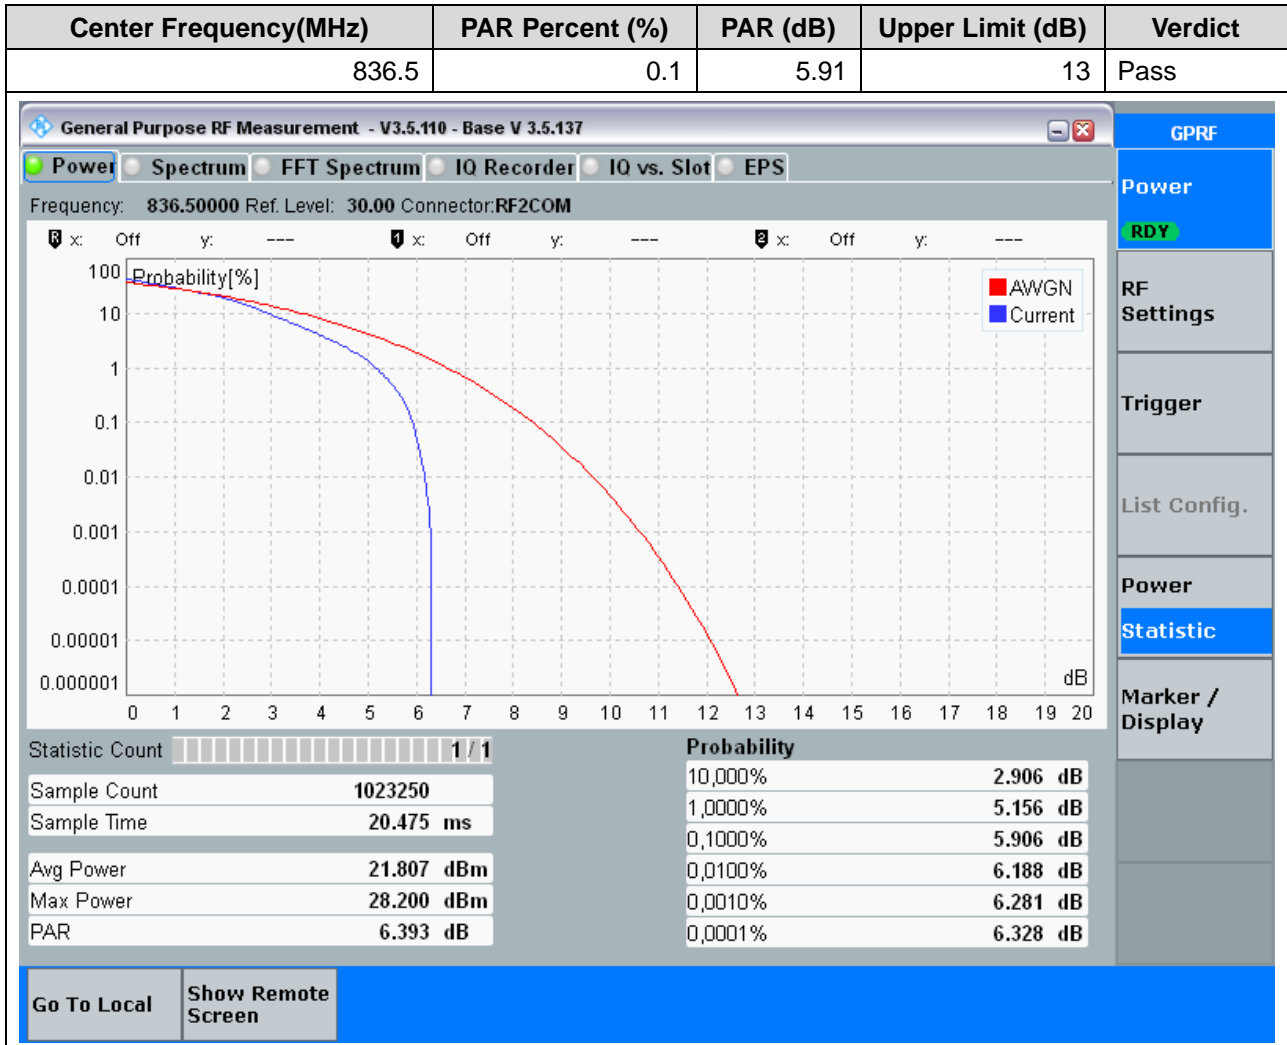 Center Frequency(MHz) PAR Percent (%) PAR (dB) Upper Limit (dB) Verdict
836.5 0.1 5.91 13 Pass
General Purpose RF Measurement - V3.5.110 - Base V 3.5.137
GPRF
Power Spectrum FFT Spectrum IQ Recorder IQ vs. Slot EPS
Power
RDY
Frequency: 836.50000 Ref. Level: 30.00 Connector:RF2COM
R x: Off y: --- 1 x: Off y: --- 2 x: Off y: ---
Probability[%]
AWGN
Current
100
10
1
0.1
0.01
0.001
0.0001
0.00001
0.000001
dB
0 1 2 3 4 5 6 7 8 9 10 11 12 13 14 15 16 17 18 19 20
RF
Settings
Trigger
List Config.
Power
Statistic
Marker /
Display
Statistic Count 1 / 1
Sample Count 1023250
Sample Time 20.475 ms
Avg Power 21.807 dBm
Max Power 28.200 dBm
PAR 6.393 dB
Probability
10,000% 2.906 dB
1,0000% 5.156 dB
0,1000% 5.906 dB
0,0100% 6.188 dB
0,0010% 6.281 dB
0,0001% 6.328 dB
Go To Local
Show Remote
Screen